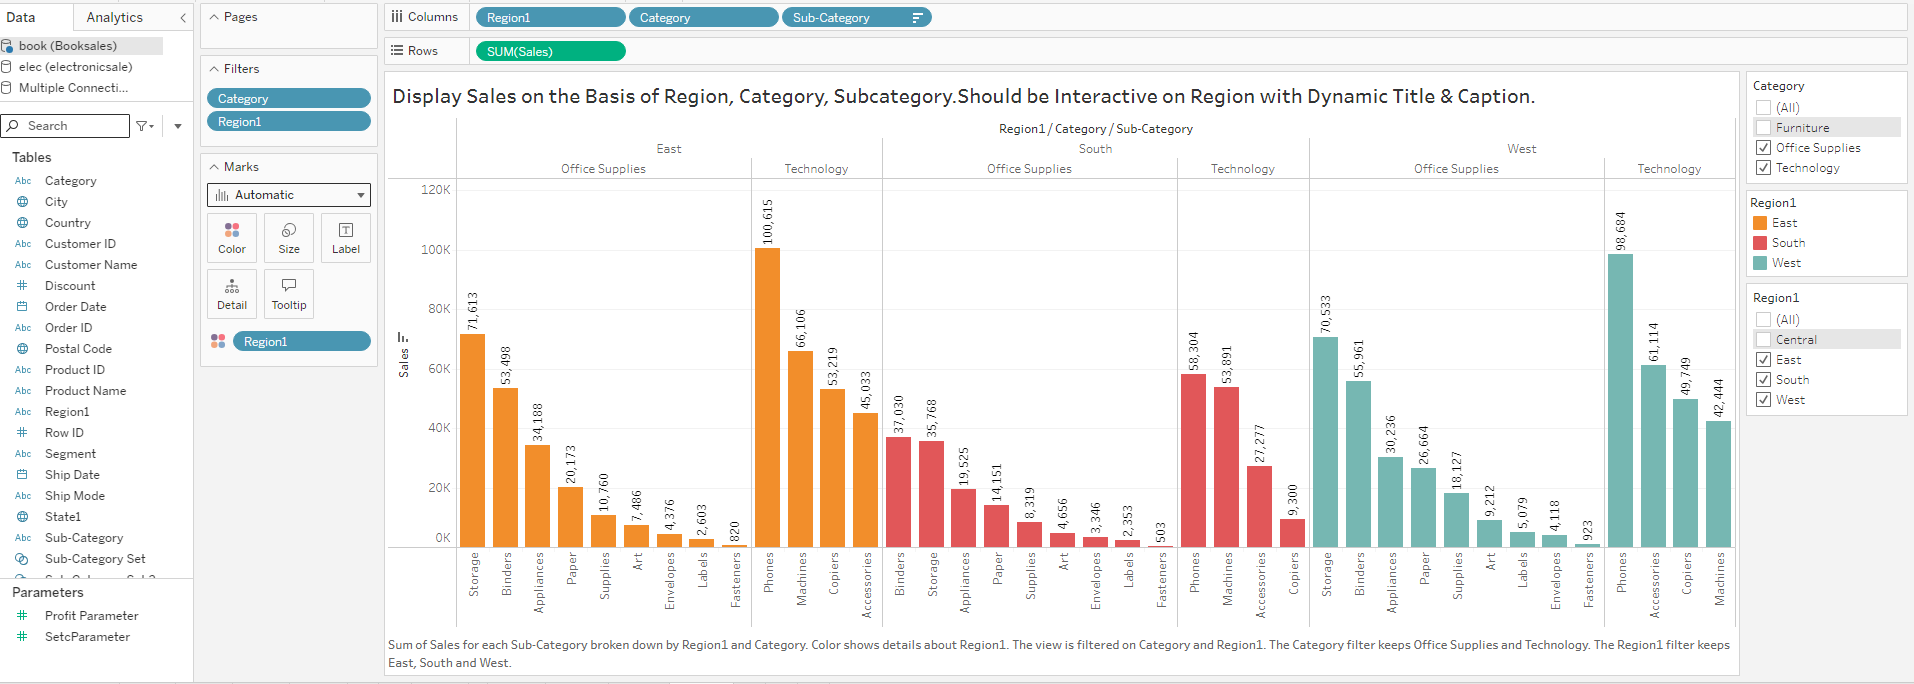 Data
Analytics
book (Booksales)
elec (electronicsale)
Multiple Connecti...
Search
Tables
Abc Category
City
Country
Abc Customer ID
Abc Customer Name
Discount
Order Date
Abc Order ID
Postal Code
Abc Product ID
Abc Product Name
Abc Region1
Row ID
Abc Segment
Ship Date
Abc Ship Mode
State1
Abc Sub-Category
Sub-Category Set
Parameters
Profit Parameter
SetcParameter
Pages
Filters
Category
Region1
Marks
Automatic
Color Size Label
Detail Tooltip
Region1
Columns Region1 Category Sub-Category
Rows SUM(Sales)
Display Sales on the Basis of Region, Category, Subcategory.Should be Interactive on Region with Dynamic Title & Caption.
Region1 / Category / Sub-Category
East South West
Office Supplies Technology Office Supplies Technology Office Supplies Technology
Sales
120K
100K
80K
60K
40K
20K
0K
71,613 53,498 34,188 20,173 10,760 7,486 4,376 2,603 820 100,615 66,106 53,219 45,033 37,030 35,768 19,525 14,151 8,319 4,656 3,346 2,353 503 58,304 53,891 27,277 9,300 70,533 55,961 30,236 26,664 18,127 9,212 5,079 4,118 923 98,684 61,114 49,749 42,444
Storage Binders Appliances Paper Supplies Art Envelopes Labels Fasteners Phones Machines Copiers Accessories Binders Storage Appliances Paper Supplies Art Envelopes Labels Fasteners Phones Machines Accessories Copiers Storage Binders Appliances Paper Supplies Art Labels Envelopes Fasteners Phones Accessories Copiers Machines
Sum of Sales for each Sub-Category broken down by Region1 and Category. Color shows details about Region1. The view is filtered on Category and Region1. The Category filter keeps Office Supplies and Technology. The Region1 filter keeps
East, South and West.
Category
(All)
Furniture
Office Supplies
Technology
Region1
East
South
West
Region1
(All)
Central
East
South
West